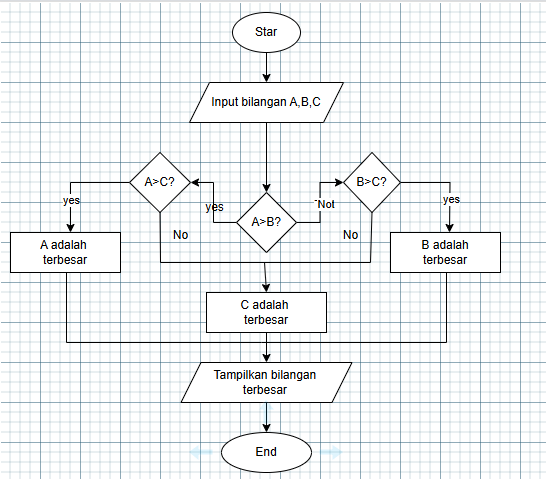 Star
Input bilangan A,B,C
A>C?
B>C?
yes
yes
Not
yes
A>B?
No
No
A adalah
terbesar
B adalah
terbesar
C adalah
terbesar
Tampilkan bilangan
terbesar
End